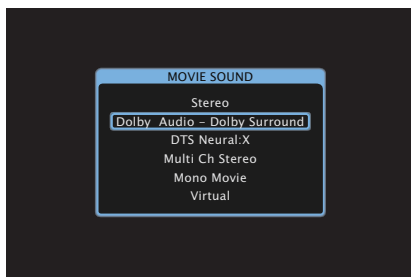 MOVIE SOUND
Stereo
Dolby Audio – Dolby Surround
DTS Neural:X
Multi Ch Stereo
Mono Movie
Virtual